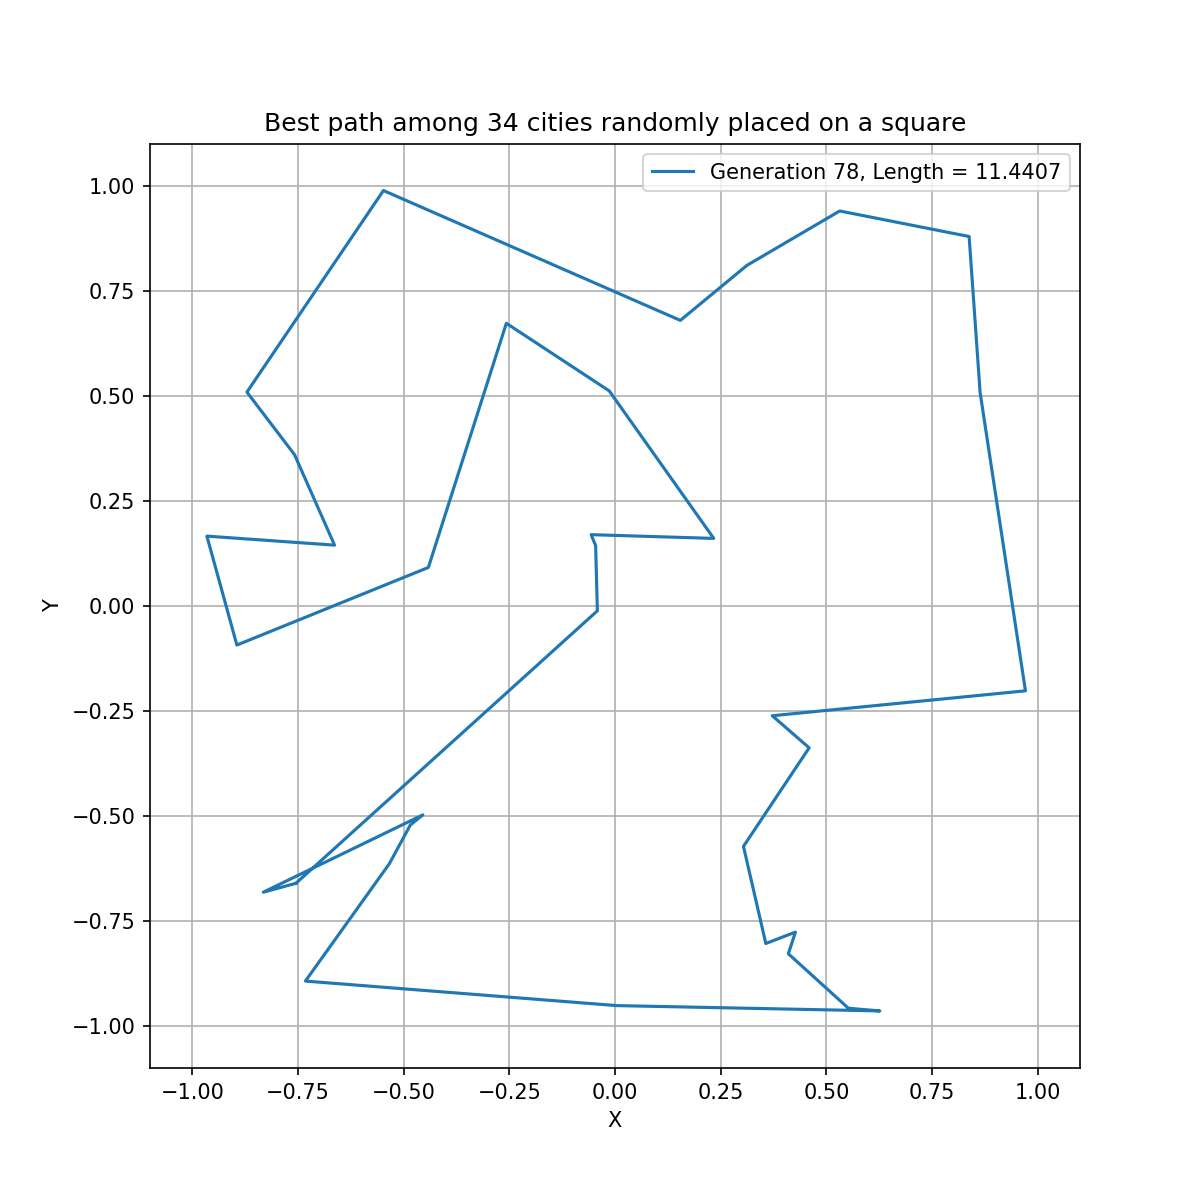 Best path among 34 cities randomly placed on a square
Generation 78, Length = 11.4407
1.00
0.75
0.50
0.25
0.00
−0.25
−0.50
−0.75
−1.00
Y
−1.00 −0.75 −0.50 −0.25 0.00 0.25 0.50 0.75 1.00
X